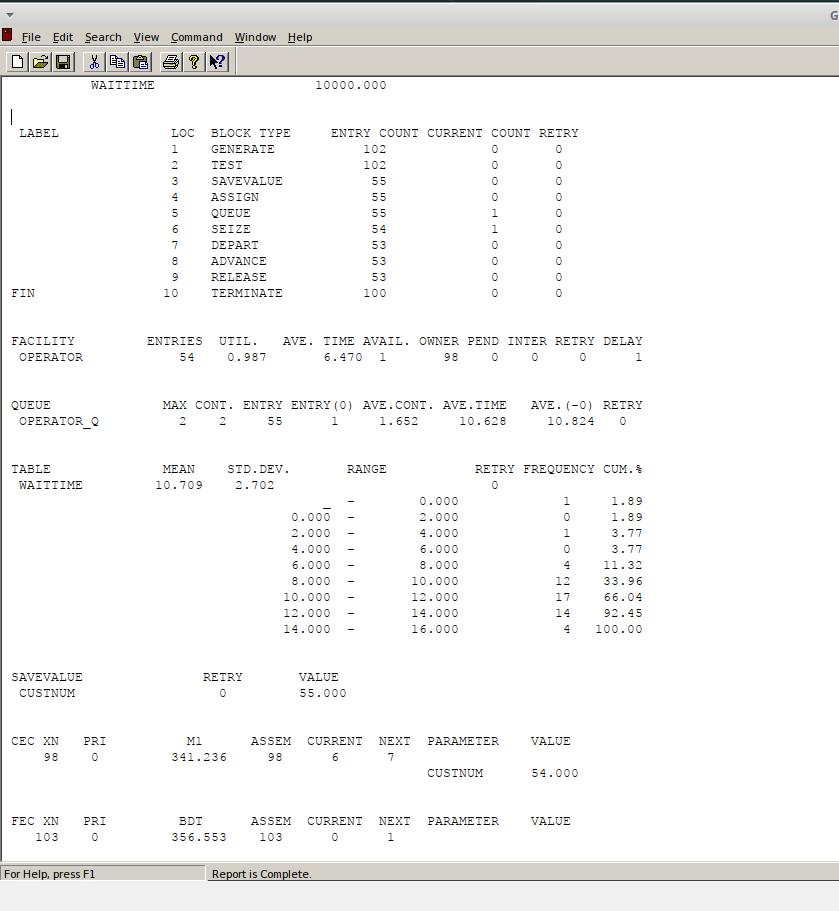 G
File Edit Search View Command Window Help
WAITTIME 10000.000
LABEL LOC BLOCK TYPE ENTRY COUNT CURRENT COUNT RETRY
1 GENERATE 102 0 0
2 TEST 102 0 0
3 SAVEVALUE 55 0 0
4 ASSIGN 55 0 0
5 QUEUE 55 1 0
6 SEIZE 54 1 0
7 DEPART 53 0 0
8 ADVANCE 53 0 0
9 RELEASE 53 0 0
FIN 10 TERMINATE 100 0 0
FACILITY ENTRIES UTIL. AVE. TIME AVAIL. OWNER PEND INTER RETRY DELAY
OPERATOR 54 0.987 6.470 1 98 0 0 0 1
QUEUE MAX CONT. ENTRY ENTRY(0) AVE.CONT. AVE.TIME AVE.(-0) RETRY
OPERATOR_Q 2 2 55 1 1.652 10.628 10.824 0
TABLE MEAN STD.DEV. RANGE RETRY FREQUENCY CUM.%
WAITTIME 10.709 2.702 0
_ - 0.000 1 1.89
0.000 - 2.000 0 1.89
2.000 - 4.000 1 3.77
4.000 - 6.000 0 3.77
6.000 - 8.000 4 11.32
8.000 - 10.000 12 33.96
10.000 - 12.000 17 66.04
12.000 - 14.000 14 92.45
14.000 - 16.000 4 100.00
SAVEVALUE RETRY VALUE
CUSTNUM 0 55.000
CEC XN PRI M1 ASSEM CURRENT NEXT PARAMETER VALUE
98 0 341.236 98 6 7
CUSTNUM 54.000
FEC XN PRI BDT ASSEM CURRENT NEXT PARAMETER VALUE
103 0 356.553 103 0 1
For Help, press F1 Report is Complete.